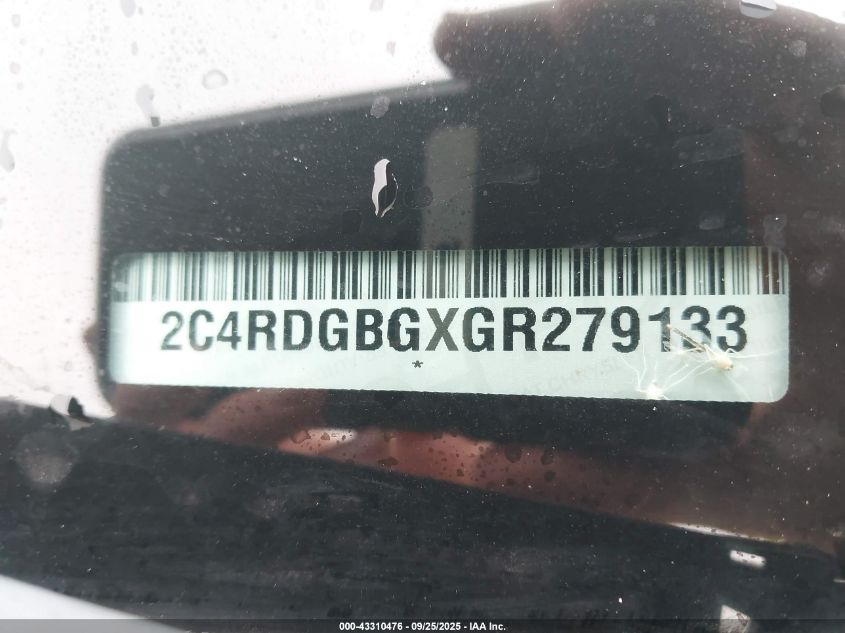 2C4RDGBGXGR279133
*
000-43310476 - 09/25/2025 - IAA Inc.